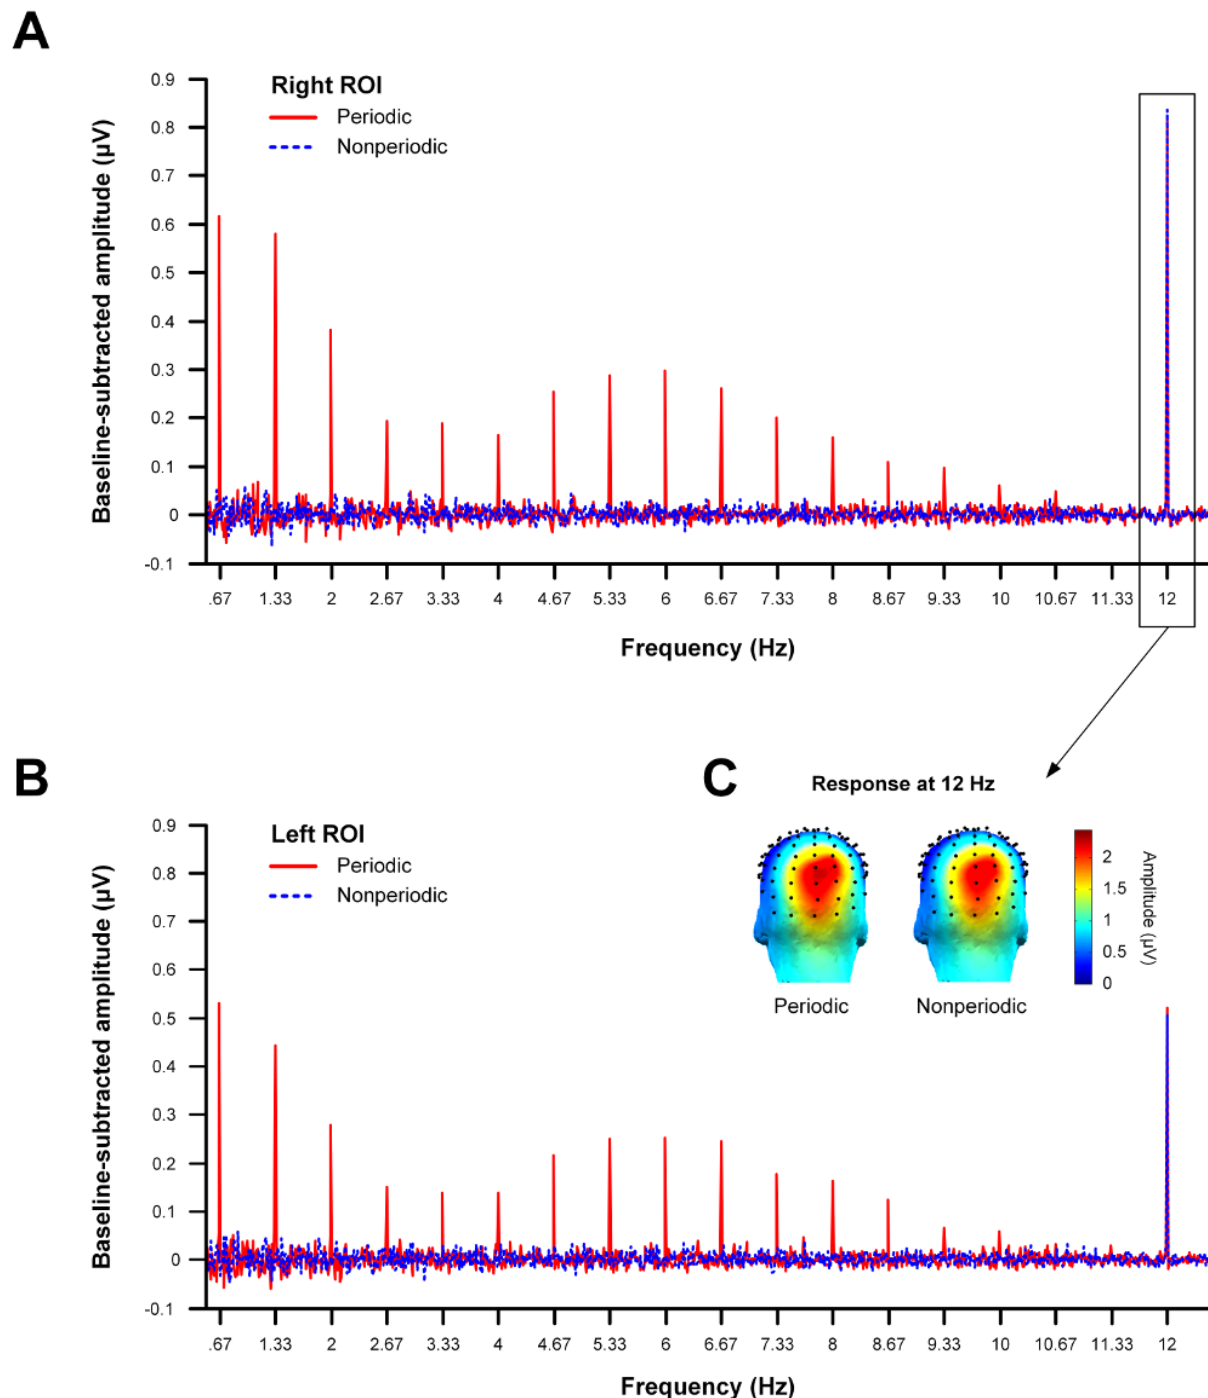 A
Right ROI
Periodic
Nonperiodic
Baseline-subtracted amplitude (µV)
0.9
0.8
0.7
0.6
0.5
0.4
0.3
0.2
0.1
0
-0.1
.67 1.33 2 2.67 3.33 4 4.67 5.33 6 6.67 7.33 8 8.67 9.33 10 10.67 11.33 12
Frequency (Hz)
B
Left ROI
Periodic
Nonperiodic
Baseline-subtracted amplitude (µV)
0.9
0.8
0.7
0.6
0.5
0.4
0.3
0.2
0.1
0
-0.1
.67 1.33 2 2.67 3.33 4 4.67 5.33 6 6.67 7.33 8 8.67 9.33 10 10.67 11.33 12
Frequency (Hz)
C
Response at 12 Hz
Periodic
Nonperiodic
2
1.5
1
0.5
0
Amplitude (µV)